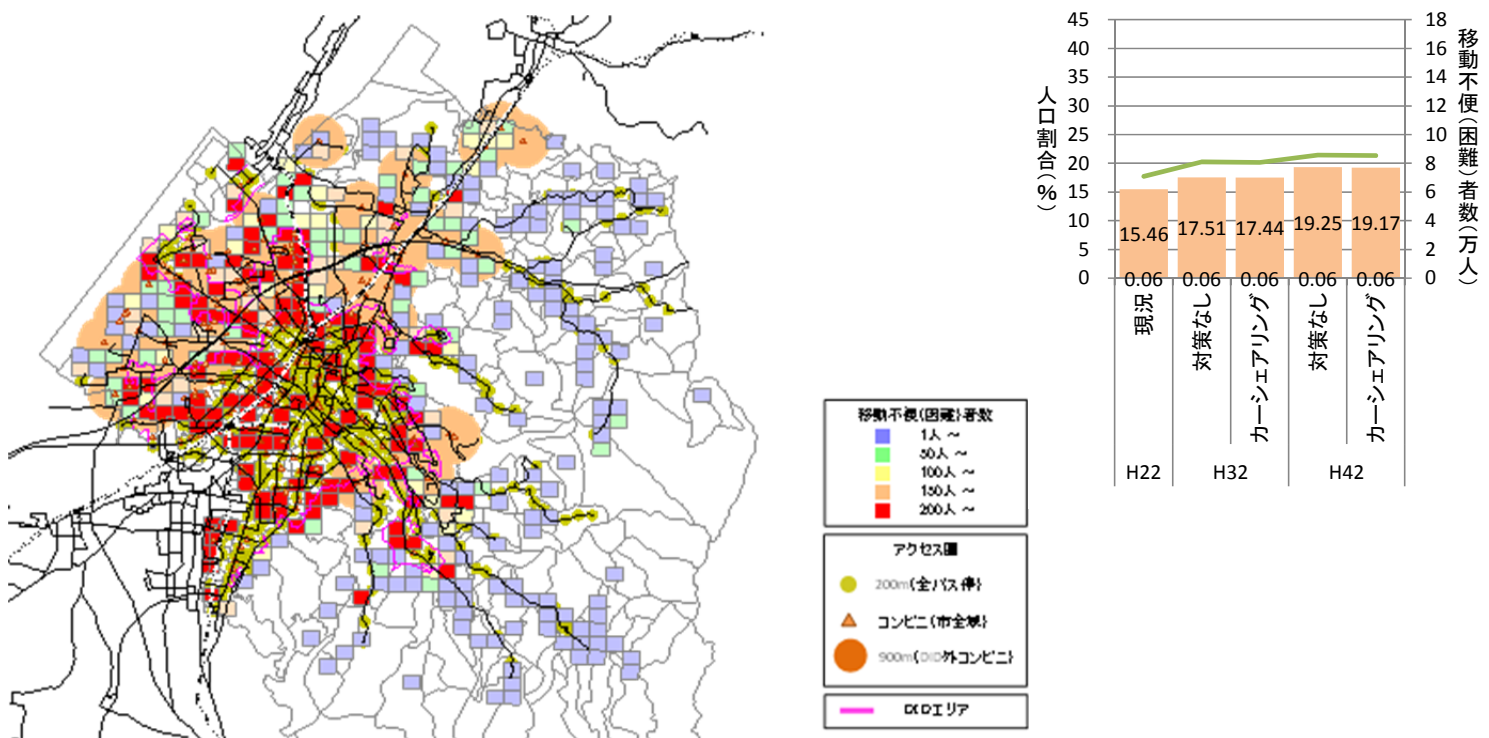 移動不便(困難)者数
1人 ～
50人 ～
100人 ～
150人 ～
200人 ～
アクセス圏
200m(全バス停)
コンビニ(市全域)
900m(DID外コンビニ)
DIDエリア
人口割合(%)
45
40
35
30
25
20
15
10
5
0
移動不便(困難)者数(万人)
18
16
14
12
10
8
6
4
2
0
15.46
17.51
17.44
19.25
19.17
0.06
0.06
0.06
0.06
0.06
現況
対策なし
カーシェアリング
対策なし
カーシェアリング
H22
H32
H42